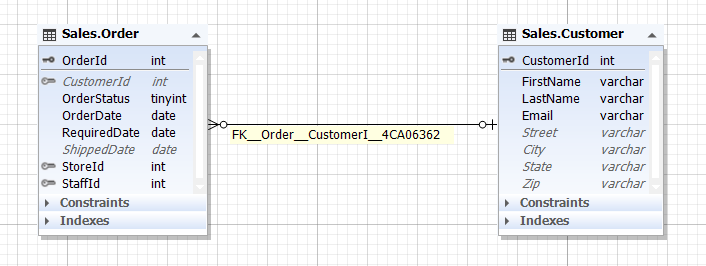 Sales.Order
OrderId int
CustomerId int
OrderStatus tinyint
OrderDate date
RequiredDate date
ShippedDate date
StoreId int
StaffId int
Constraints
Indexes
FK__Order__CustomerI__4CA06362
Sales.Customer
CustomerId int
FirstName varchar
LastName varchar
Email varchar
Street varchar
City varchar
State varchar
Zip varchar
Constraints
Indexes